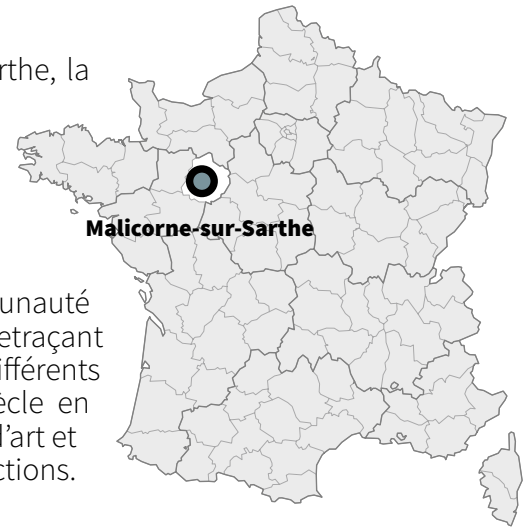 rthe, la
Malicorne-sur-Sarthe
unauté
etraçant
ifférents
ècle en
l'art et
ctions.